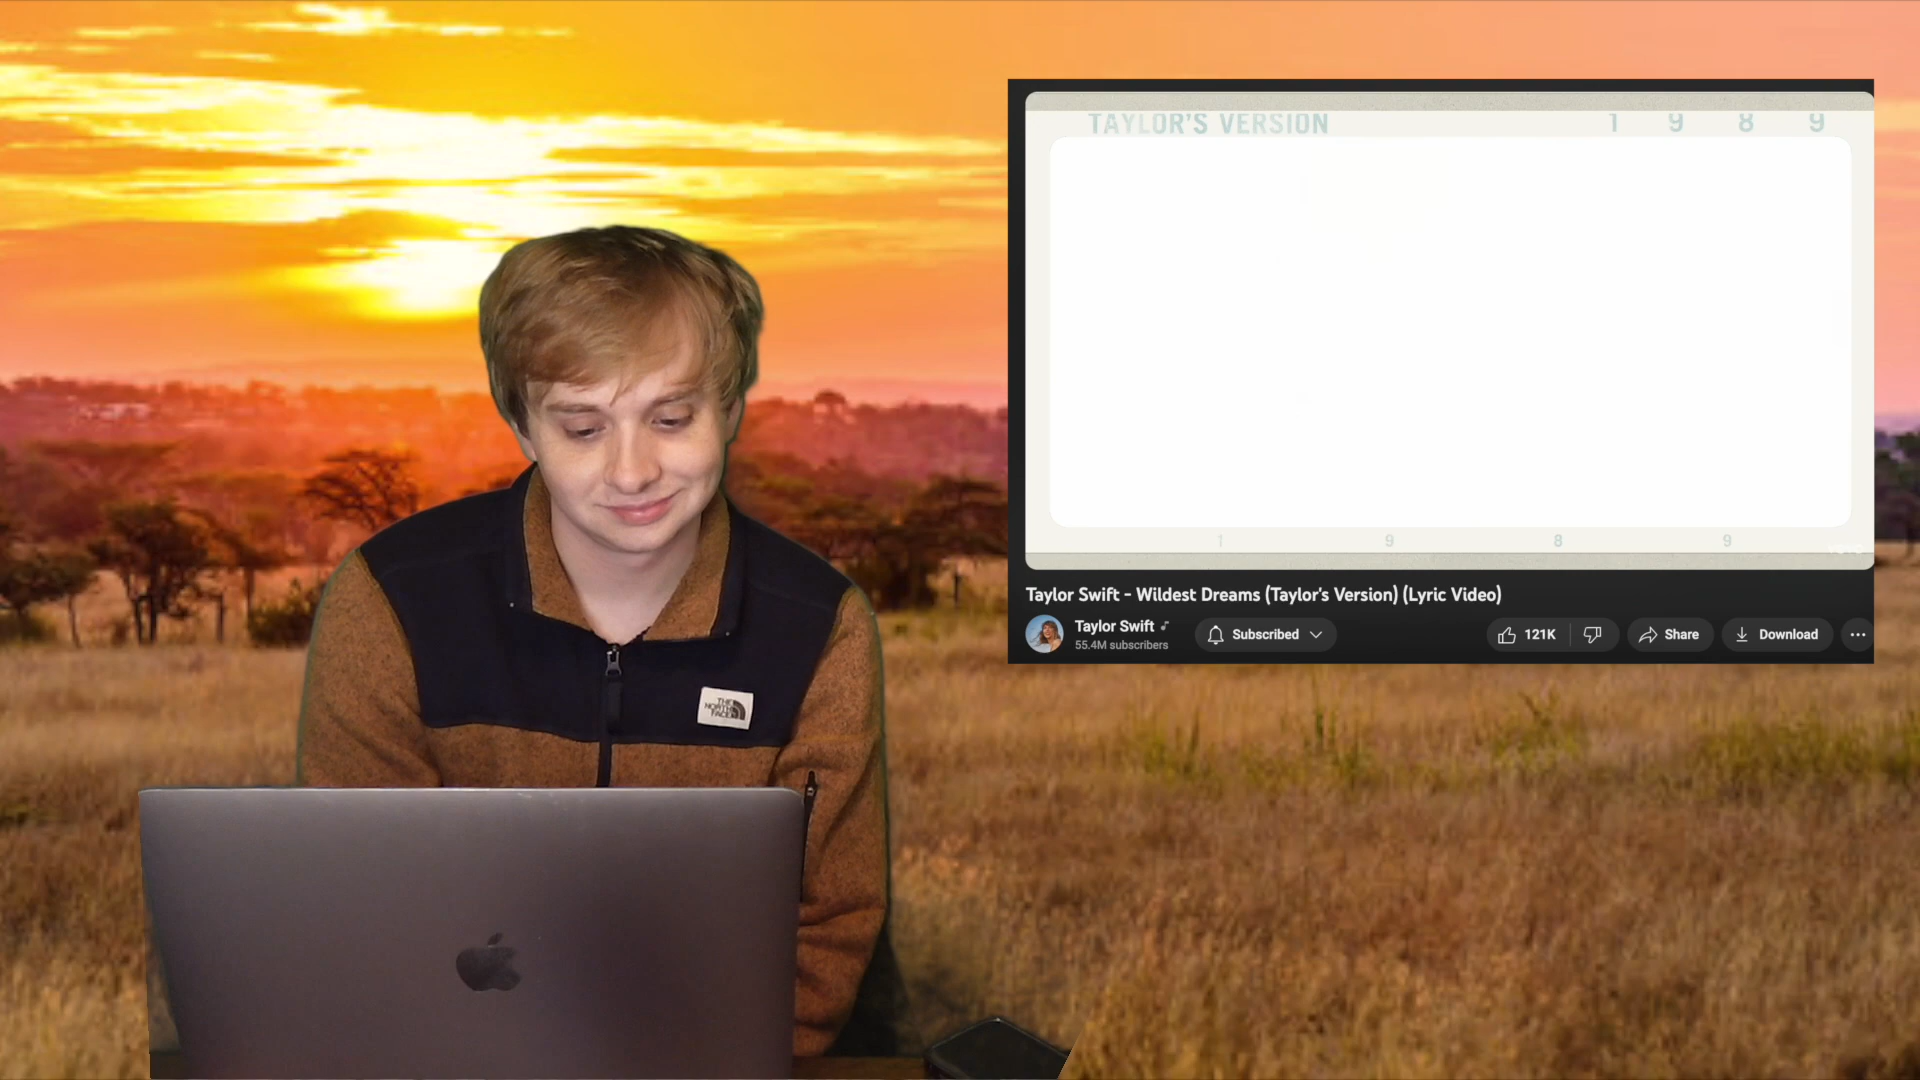 TAYLOR'S VERSION 1 9 8 9
1 9 8 9
Taylor Swift - Wildest Dreams (Taylor's Version) (Lyric Video)
Taylor Swift
55.4M subscribers
Subscribed
121K
Share
Download
THE
NORTH
FACE